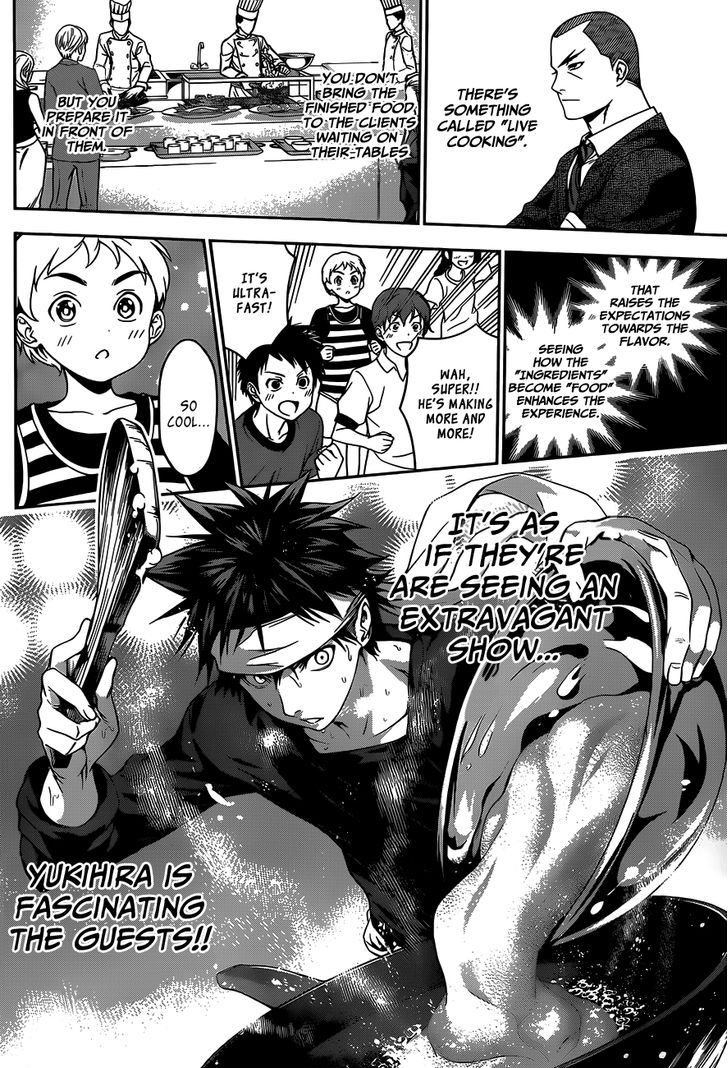 THERE'S
SOMETHING
CALLED "LIVE
COOKING".
YOU DON'T
BRING THE
FINISHED FOOD
TO THE CLIENTS
WAITING ON
THEIR TABLES
BUT YOU
PREPARE IT
IN FRONT OF
THEM.
THAT
RAISES THE
EXPECTATIONS
TOWARDS THE
FLAVOR.
SEEING
HOW THE
"INGREDIENTS"
BECOME "FOOD"
ENHANCES THE
EXPERIENCE.
WAH,
SUPER!!
HE'S MAKING
MORE AND
MORE!
IT'S
ULTRA-
FAST!
SO
COOL...
IT'S AS
IF THEY'RE
ARE SEEING AN
EXTRAVAGANT
SHOW...
YUKIHIRA IS
FASCINATING
THE GUESTS!!